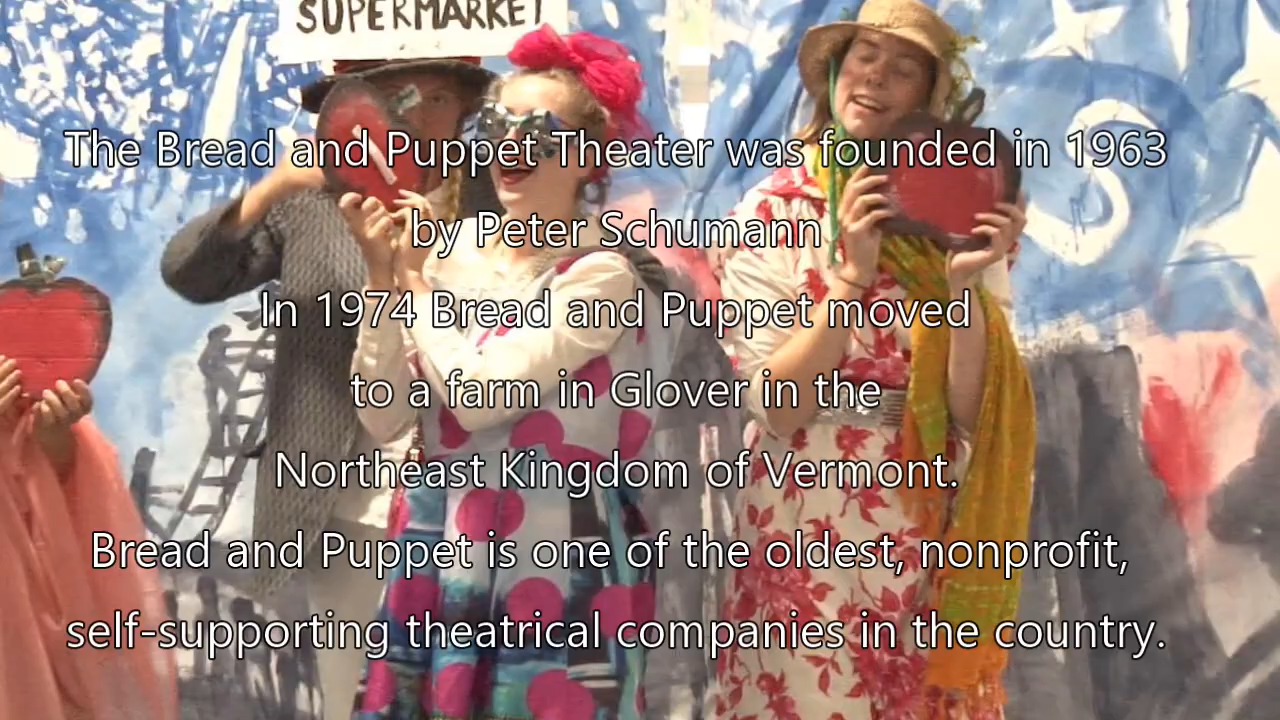 SUPERMARKET
The Bread and Puppet Theater was founded in 1963
by Peter Schumann
In 1974 Bread and Puppet moved
to a farm in Glover in the
Northeast Kingdom of Vermont.
Bread and Puppet is one of the oldest, nonprofit,
self-supporting theatrical companies in the country.